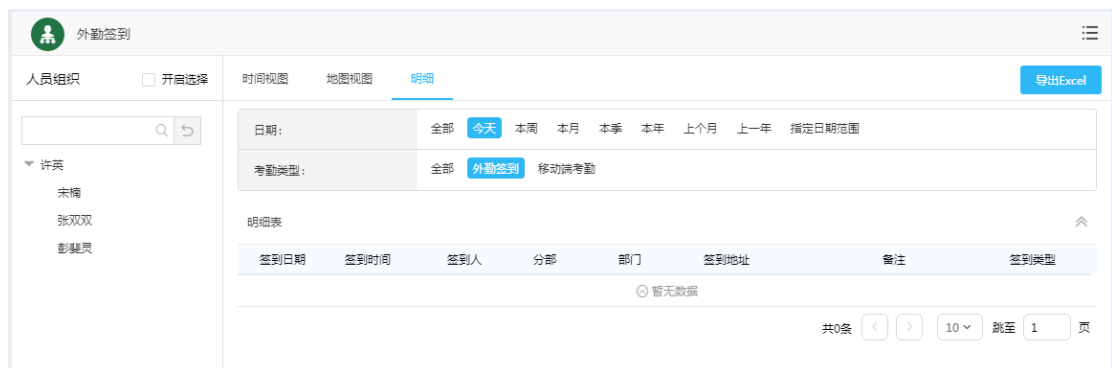 外勤签到
人员组织 开启选择
时间视图 地图视图 明细 导出Excel
日期: 全部 今天 本周 本月 本季 本年 上个月 上一年 指定日期范围
考勤类型: 全部 外勤签到 移动端考勤
许英
宋楠
张双双
彭斐灵
明细表
签到日期 签到时间 签到人 分部 部门 签到地址 备注 签到类型
暂无数据
共0条 < > 10 跳至 1 页